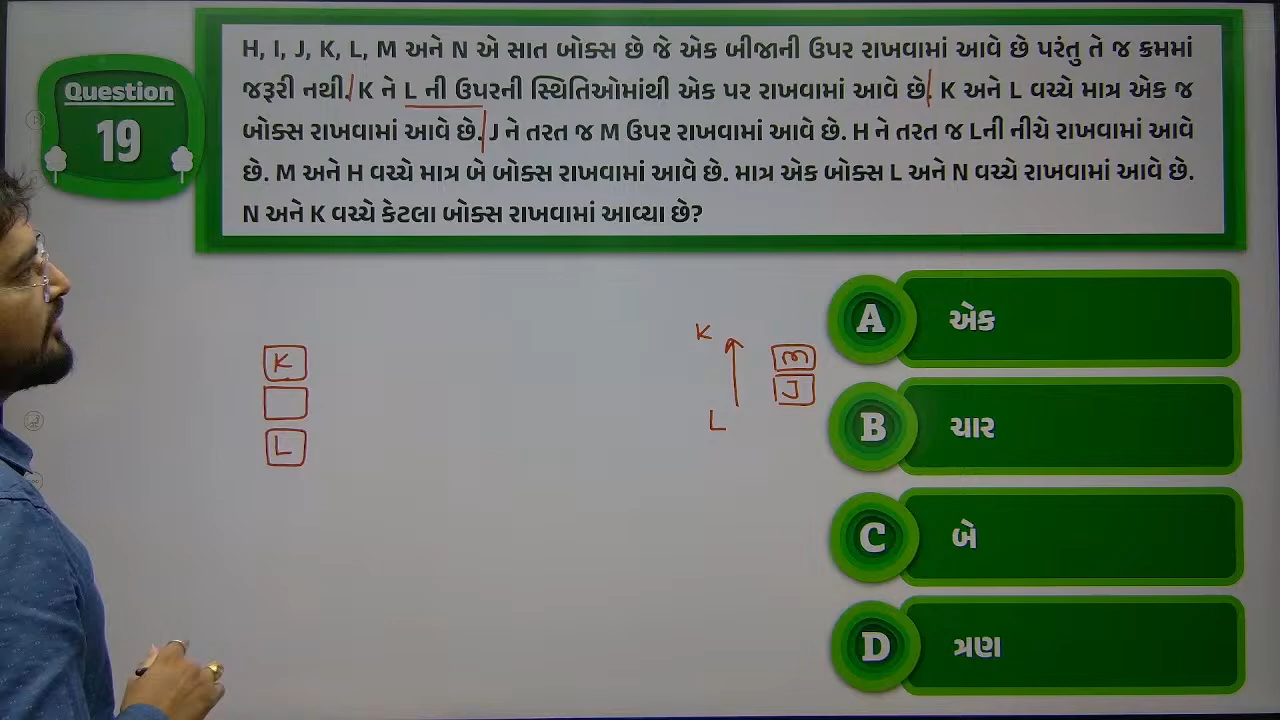 Question
19
H, I, J, K, L, M અને N એ સાત બોક્સ છે જે એક બીજાની ઉપર રાખવામાં આવે છે પરંતુ તે જ ક્રમમાં
જરૂરી નથી. K ને L ની ઉપરની સ્થિતિઓમાંથી એક પર રાખવામાં આવે છે. K અને L વચ્ચે માત્ર એક જ
બોક્સ રાખવામાં આવે છે. J ને તરત જ M ઉપર રાખવામાં આવે છે. H ને તરત જ Lની નીચે રાખવામાં આવે
છે. M અને H વચ્ચે માત્ર બે બોક્સ રાખવામાં આવે છે. માત્ર એક બોક્સ L અને N વચ્ચે રાખવામાં આવે છે.
N અને K વચ્ચે કેટલા બોક્સ રાખવામાં આવ્યા છે?
K
L
K
L
M
J
A એક
B ચાર
C બે
D ત્રણ